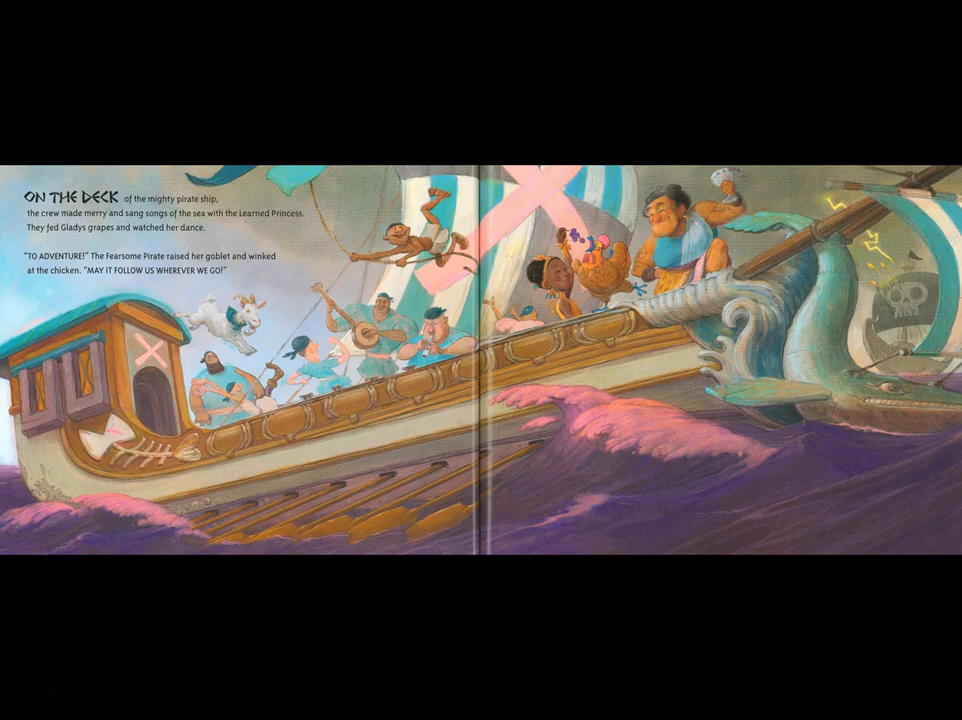 ON THE DECK of the mighty pirate ship,
the crew made merry and sang songs of the sea with the Learned Princess.
They fed Gladys grapes and watched her dance.
“TO ADVENTURE!” The Fearsome Pirate raised her goblet and winked
at the chicken. “MAY IT FOLLOW US WHEREVER WE GO!”